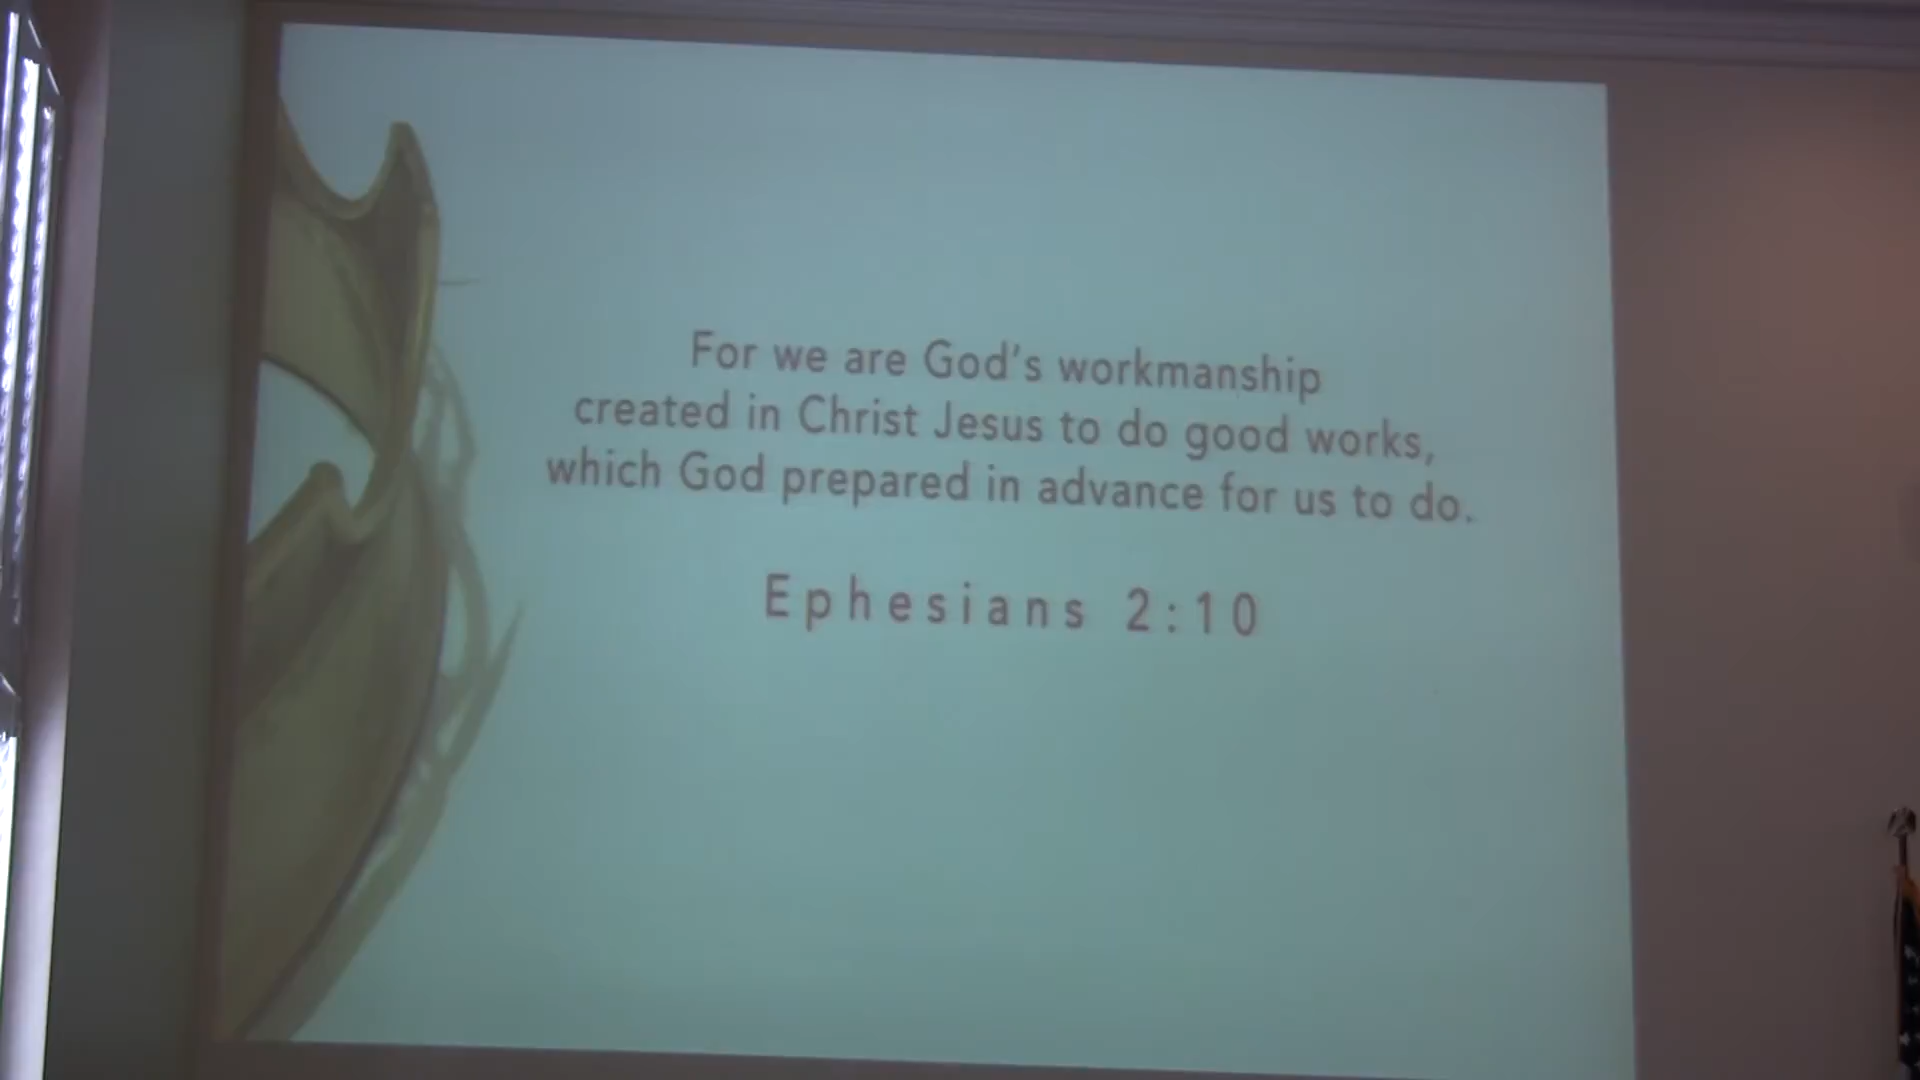 For we are God's workmanship
created in Christ Jesus to do good works,
which God prepared in advance for us to do.
Ephesians 2:10